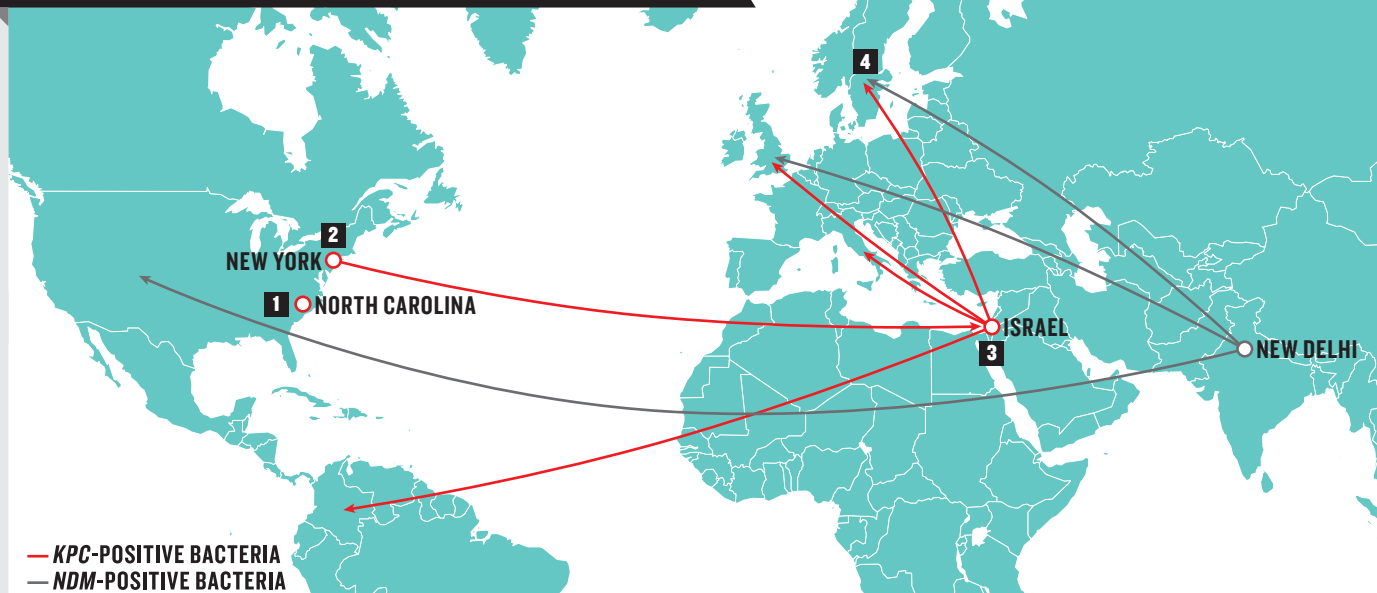 4
2
NEW YORK
1
NORTH CAROLINA
ISRAEL
3
NEW DELHI
KPC-POSITIVE BACTERIA
NDM-POSITIVE BACTERIA